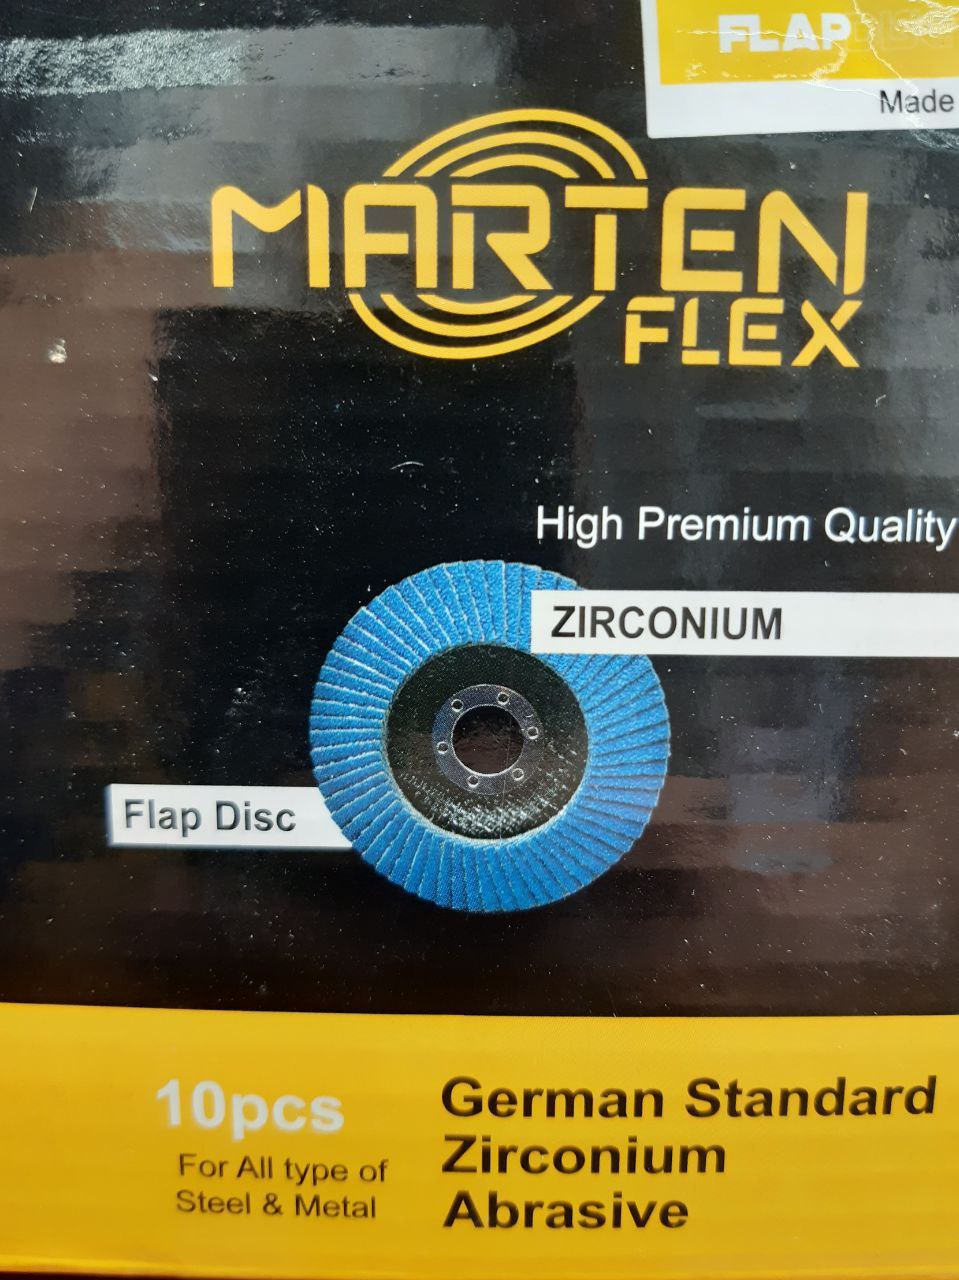 FLAPDISC
Made
MARTEN
FLEX
High Premium Quality
ZIRCONIUM
Flap Disc
10pcs
For All type of
Steel & Metal
German Standard
Zirconium
Abrasive